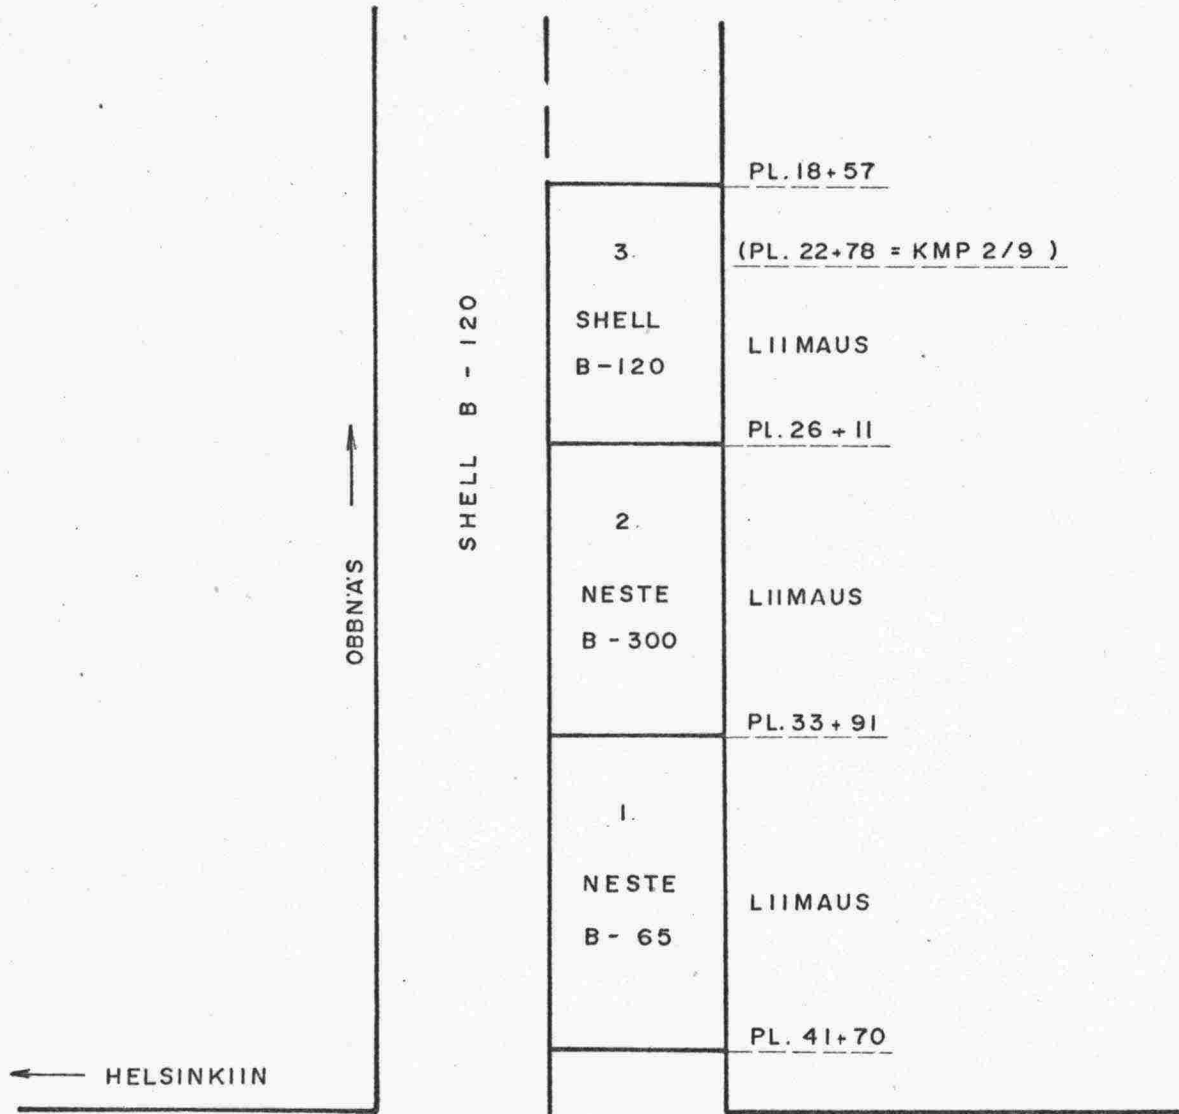 PL. 18+57
3.
(PL. 22+78 = KMP 2/9 )
SHELL
B-120
LIIMAUS
SHELL B - 120
PL. 26 + 11
2.
OBBNÄS
NESTE
B - 300
LIIMAUS
PL. 33 + 91
1.
NESTE
B - 65
LIIMAUS
PL. 41+70
HELSINKIIN